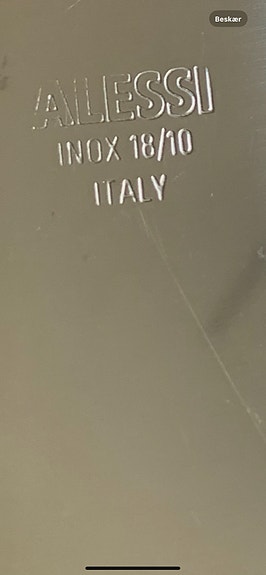 Beskær
ALESSI
INOX 18/10
ITALY